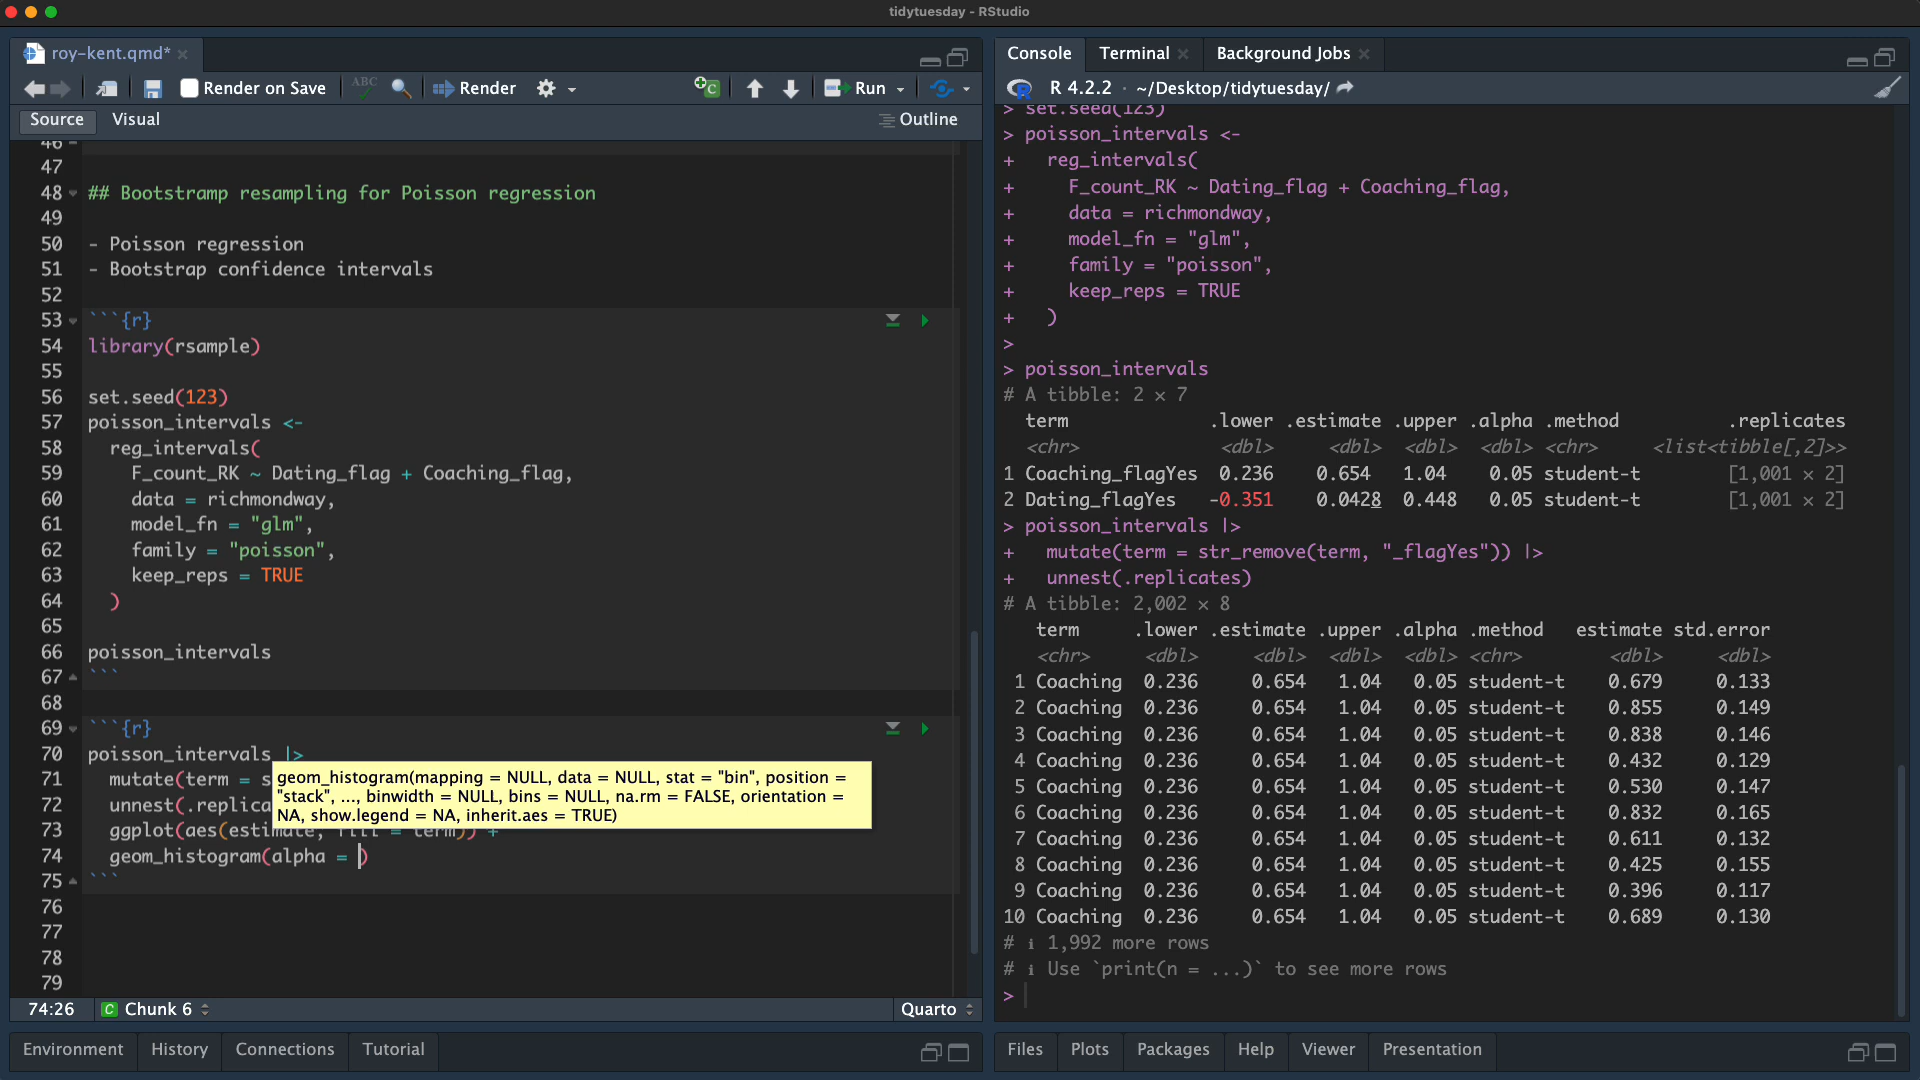 tidytuesday - RStudio
roy-kent.qmd*
Render on Save
ABC
Render
Run
Source
Visual
Outline
46
47
48 ## Bootstramp resampling for Poisson regression
49
50 - Poisson regression
51 - Bootstrap confidence intervals
52
53 ```{r}
54 library(rsample)
55
56 set.seed(123)
57 poisson_intervals <-
58   reg_intervals(
59     F_count_RK ~ Dating_flag + Coaching_flag,
60     data = richmondway,
61     model_fn = "glm",
62     family = "poisson",
63     keep_reps = TRUE
64   )
65
66 poisson_intervals
67 ```
68
69 ```{r}
70 poisson_intervals |>
71   mutate(term = s
72   unnest(.replica
73   ggplot(aes(estimate, fill = term)) +
74   geom_histogram(alpha = )
75 ```
76
77
78
79
geom_histogram(mapping = NULL, data = NULL, stat = "bin", position =
"stack", ..., binwidth = NULL, bins = NULL, na.rm = FALSE, orientation =
NA, show.legend = NA, inherit.aes = TRUE)
74:26
C Chunk 6
Quarto
Environment
History
Connections
Tutorial
Console
Terminal
Background Jobs
R 4.2.2 · ~/Desktop/tidytuesday/
> set.seed(123)
> poisson_intervals <-
+   reg_intervals(
+     F_count_RK ~ Dating_flag + Coaching_flag,
+     data = richmondway,
+     model_fn = "glm",
+     family = "poisson",
+     keep_reps = TRUE
+   )
>
> poisson_intervals
# A tibble: 2 × 7
  term .lower .estimate .upper .alpha .method .replicates
  <chr> <dbl> <dbl> <dbl> <dbl> <chr> <list<tibble[,2]>>
1 Coaching_flagYes 0.236 0.654 1.04 0.05 student-t [1,001 × 2]
2 Dating_flagYes -0.351 0.0428 0.448 0.05 student-t [1,001 × 2]
> poisson_intervals |>
+   mutate(term = str_remove(term, "_flagYes")) |>
+   unnest(.replicates)
# A tibble: 2,002 × 8
   term .lower .estimate .upper .alpha .method estimate std.error
   <chr> <dbl> <dbl> <dbl> <dbl> <chr> <dbl> <dbl>
1 Coaching 0.236 0.654 1.04 0.05 student-t 0.679 0.133
2 Coaching 0.236 0.654 1.04 0.05 student-t 0.855 0.149
3 Coaching 0.236 0.654 1.04 0.05 student-t 0.838 0.146
4 Coaching 0.236 0.654 1.04 0.05 student-t 0.432 0.129
5 Coaching 0.236 0.654 1.04 0.05 student-t 0.530 0.147
6 Coaching 0.236 0.654 1.04 0.05 student-t 0.832 0.165
7 Coaching 0.236 0.654 1.04 0.05 student-t 0.611 0.132
8 Coaching 0.236 0.654 1.04 0.05 student-t 0.425 0.155
9 Coaching 0.236 0.654 1.04 0.05 student-t 0.396 0.117
10 Coaching 0.236 0.654 1.04 0.05 student-t 0.689 0.130
# ℹ 1,992 more rows
# ℹ Use `print(n = ...)` to see more rows
>
Files
Plots
Packages
Help
Viewer
Presentation